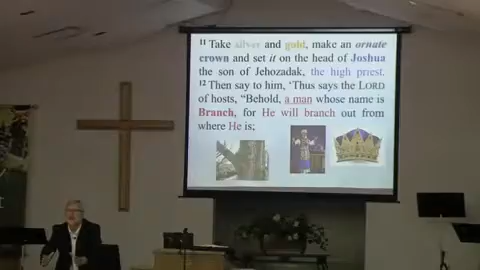 11 Take silver and gold, make an ornate
crown and set it on the head of Joshua
the son of Jehozadak, the high priest.
12 Then say to him, ‘Thus says the LORD
of hosts, “Behold, a man whose name is
Branch, for He will branch out from
where He is;